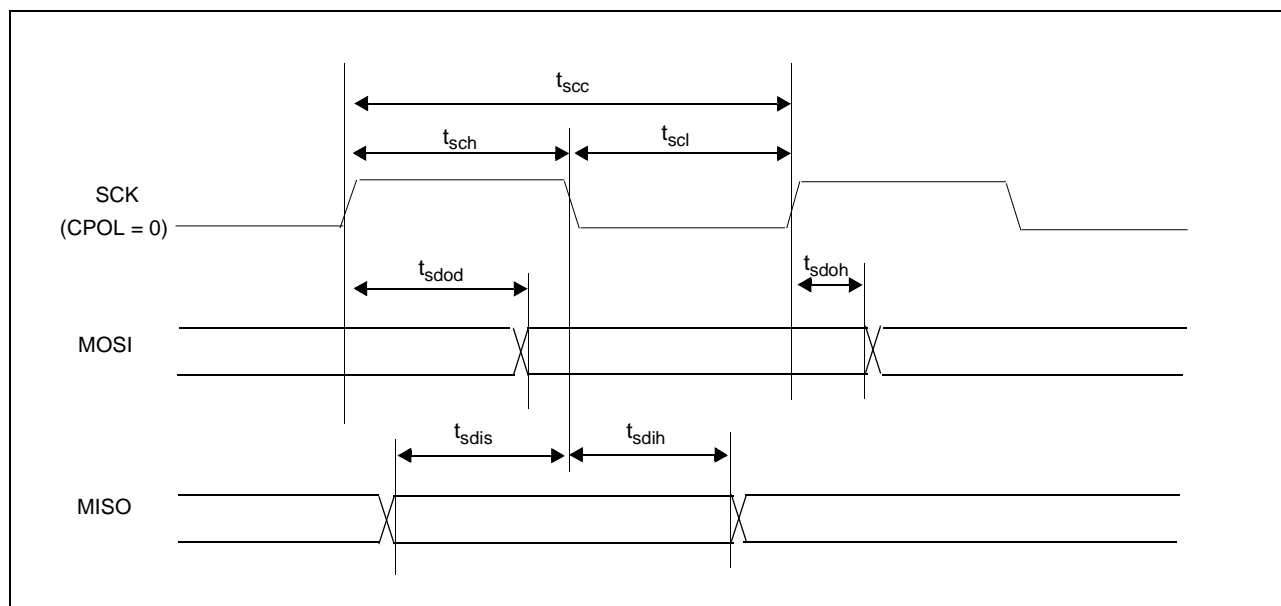 tscc
tsch
tscl
SCK
(CPOL = 0)
tsdod
tsdoh
MOSI
tsdis
tsdih
MISO